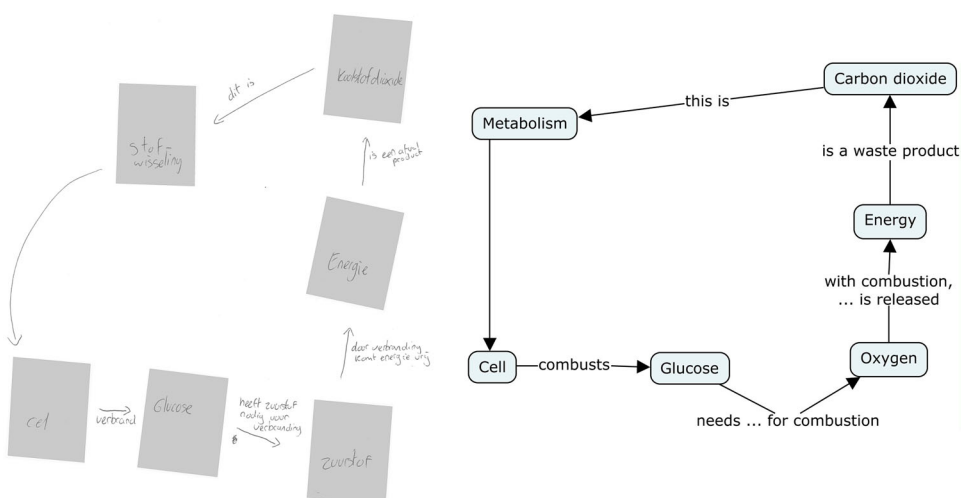 koolstofdioxide
dit is
stof-
wisseling
is een afval
product
Energie
door verbranding
komt energie vrij
cel
verbrand
Glucose
heeft zuurstof
nodig voor
verbranding
zuurstof
Carbon dioxide
this is
Metabolism
is a waste product
Energy
with combustion,
... is released
Cell
combusts
Glucose
Oxygen
needs ... for combustion